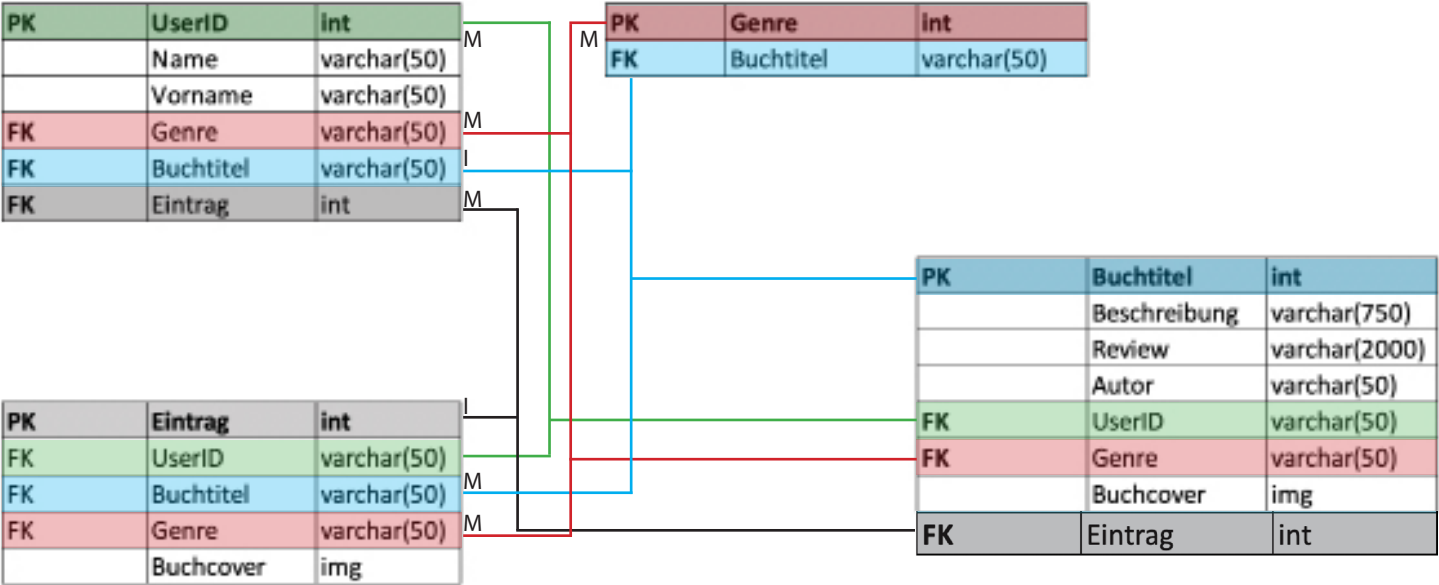 PK UserID int
Name varchar(50)
Vorname varchar(50)
FK Genre varchar(50)
FK Buchtitel varchar(50)
FK Eintrag int
M
M
I
M
M
PK Genre int
FK Buchtitel varchar(50)
PK Buchtitel int
Beschreibung varchar(750)
Review varchar(2000)
Autor varchar(50)
FK UserID varchar(50)
FK Genre varchar(50)
Buchcover img
FK Eintrag int
PK Eintrag int
FK UserID varchar(50)
FK Buchtitel varchar(50)
FK Genre varchar(50)
Buchcover img
I
M
M